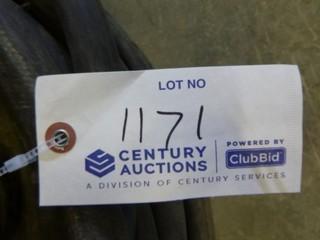 LOT NO
1171
CENTURY AUCTIONS
POWERED BY
ClubBid
A DIVISION OF CENTURY SERVICES